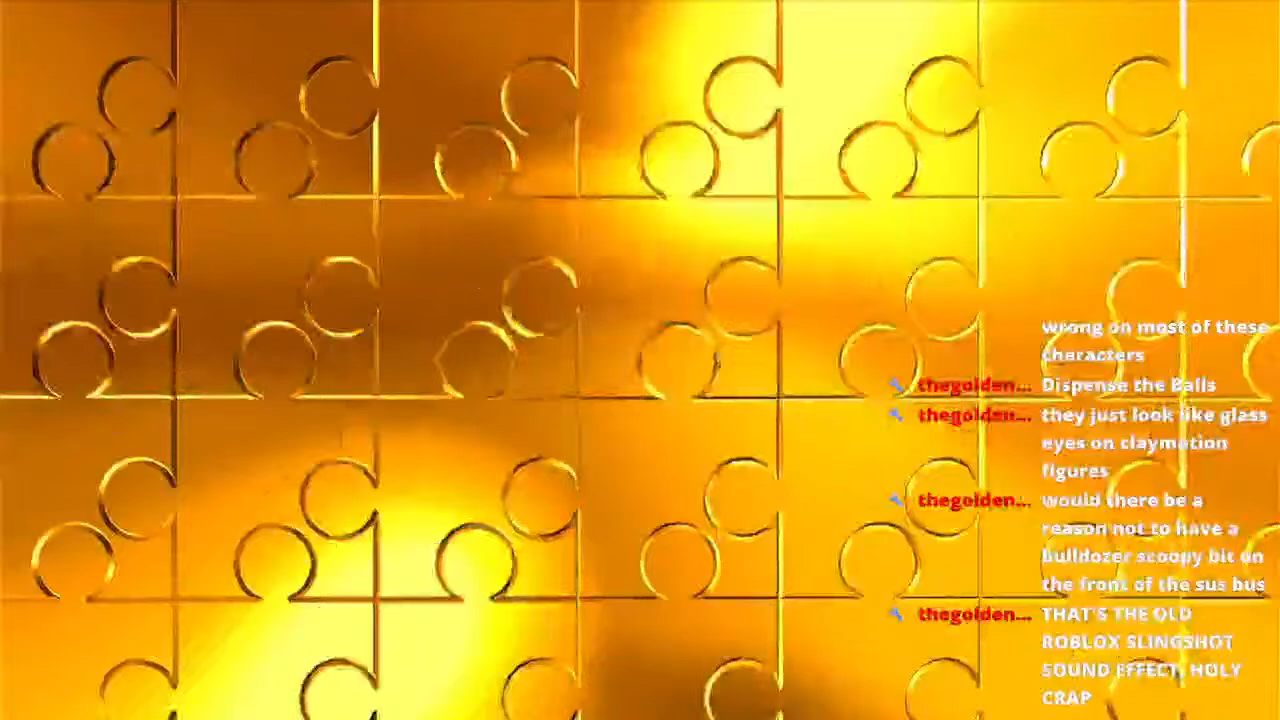 wrong on most of these
characters
thegolden... Dispense the Balls
thegolden... they just look like glass
eyes on claymation
figures
thegolden... would there be a
reason not to have a
bulldozer scoopy bit on
the front of the sus bus
thegolden... THAT'S THE OLD
ROBLOX SLINGSHOT
SOUND EFFECT, HOLY
CRAP